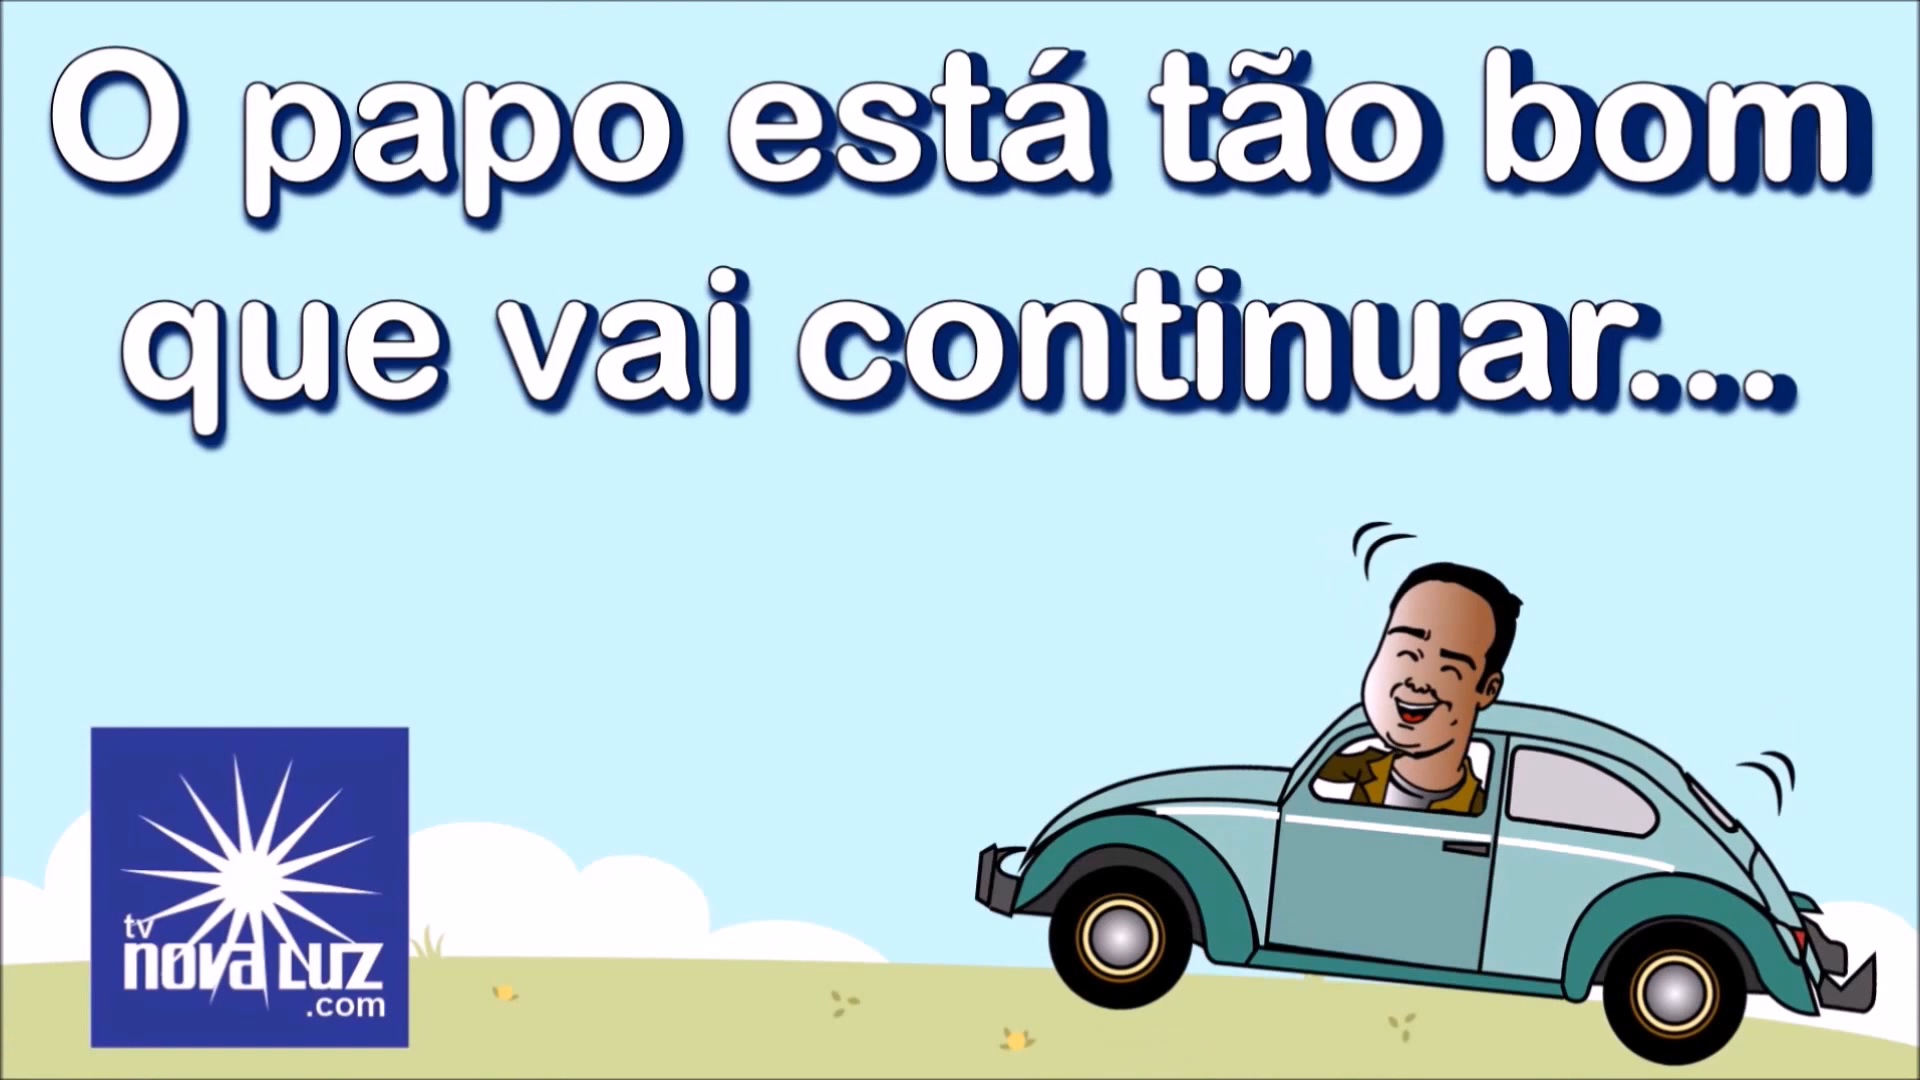 O papo está tão bom
que vai continuar...
tv
nova LUZ
.com